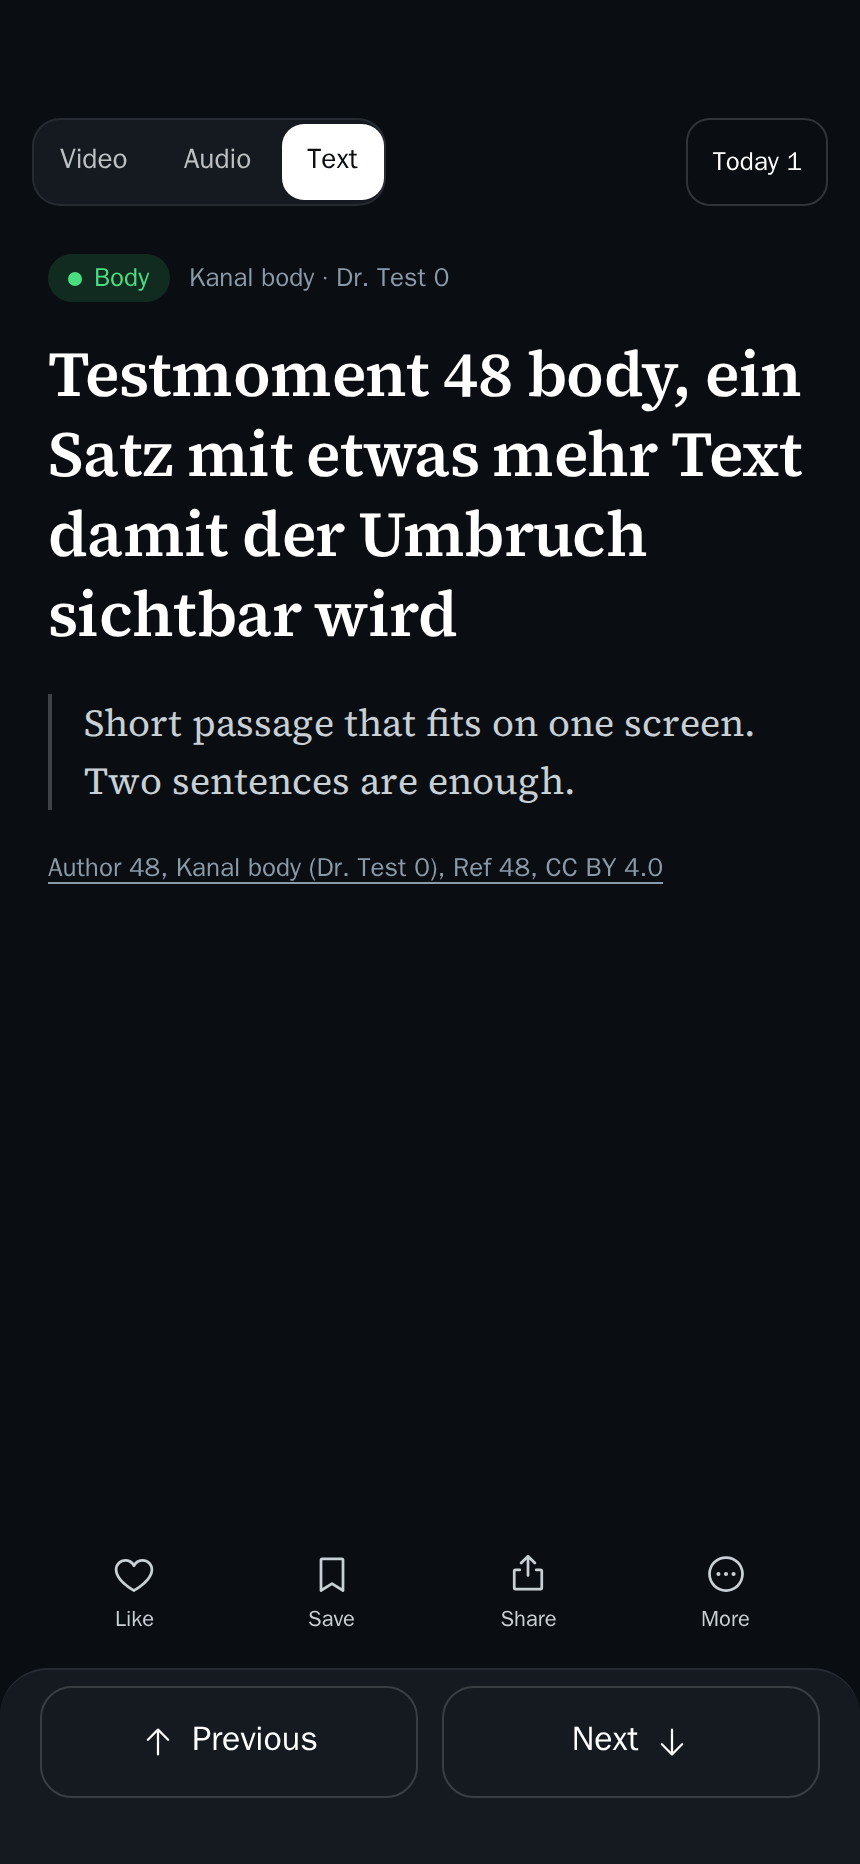 Video Audio Text Today 1
Body Kanal body · Dr. Test 0
Testmoment 48 body, ein
Satz mit etwas mehr Text
damit der Umbruch
sichtbar wird
Short passage that fits on one screen.
Two sentences are enough.
Author 48, Kanal body (Dr. Test 0), Ref 48, CC BY 4.0
Like Save Share More
Previous Next